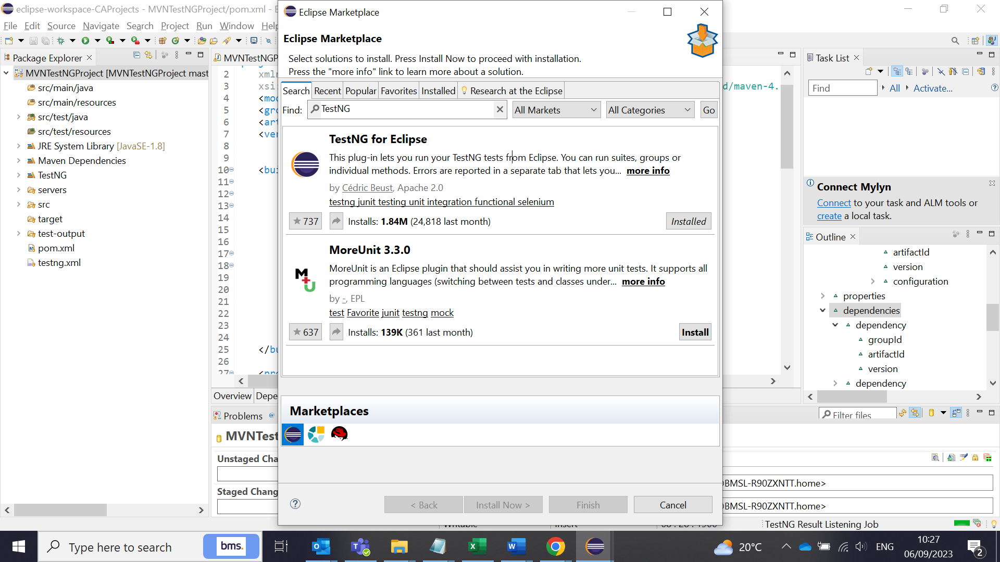 eclipse-workspace-CAProjects - MVNTestNGProject/pom.xml - E
File Edit Source Navigate Search Project Run Window Help
Package Explorer
MVNTestNGProject [MVNTestNGProject mast
src/main/java
src/main/resources
src/test/java
src/test/resources
JRE System Library [JavaSE-1.8]
Maven Dependencies
TestNG
servers
src
target
test-output
pom.xml
testng.xml
MVNTestNGP
2 xmln
3 xsi
d/maven-4.
4 <mod
5 <gro
6 <art
7 <ver
8
9
10 <bui
11
12
13
14
15
16
17
18
19
20
21
22
23
24
25 </bu
26
27 <pro
Overview Depe
Problems @
MVNTest
Unstaged Cha
Staged Chang
Eclipse Marketplace
Eclipse Marketplace
Select solutions to install. Press Install Now to proceed with installation.
Press the "more info" link to learn more about a solution.
Search Recent Popular Favorites Installed Research at the Eclipse
Find: TestNG All Markets All Categories Go
TestNG for Eclipse
This plug-in lets you run your TestNG tests from Eclipse. You can run suites, groups or
individual methods. Errors are reported in a separate tab that lets you... more info
by Cédric Beust, Apache 2.0
testng junit testing unit integration functional selenium
737 Installs: 1.84M (24,818 last month) Installed
MoreUnit 3.3.0
MoreUnit is an Eclipse plugin that should assist you in writing more unit tests. It supports all
programming languages (switching between tests and classes under... more info
by -, EPL
test Favorite junit testng mock
637 Installs: 139K (361 last month) Install
Marketplaces
< Back Install Now > Finish Cancel
Task List
Find All Activate...
Connect Mylyn
Connect to your task and ALM tools or
create a local task.
Outline
artifactId
version
configuration
properties
dependencies
dependency
groupId
artifactId
version
dependency
Filter files
BMSL-R90ZXNTT.home>
BMSL-R90ZXNTT.home>
Writable Insert
TestNG Result Listening Job
Type here to search bms.
20°C ENG 10:27
06/09/2023
2